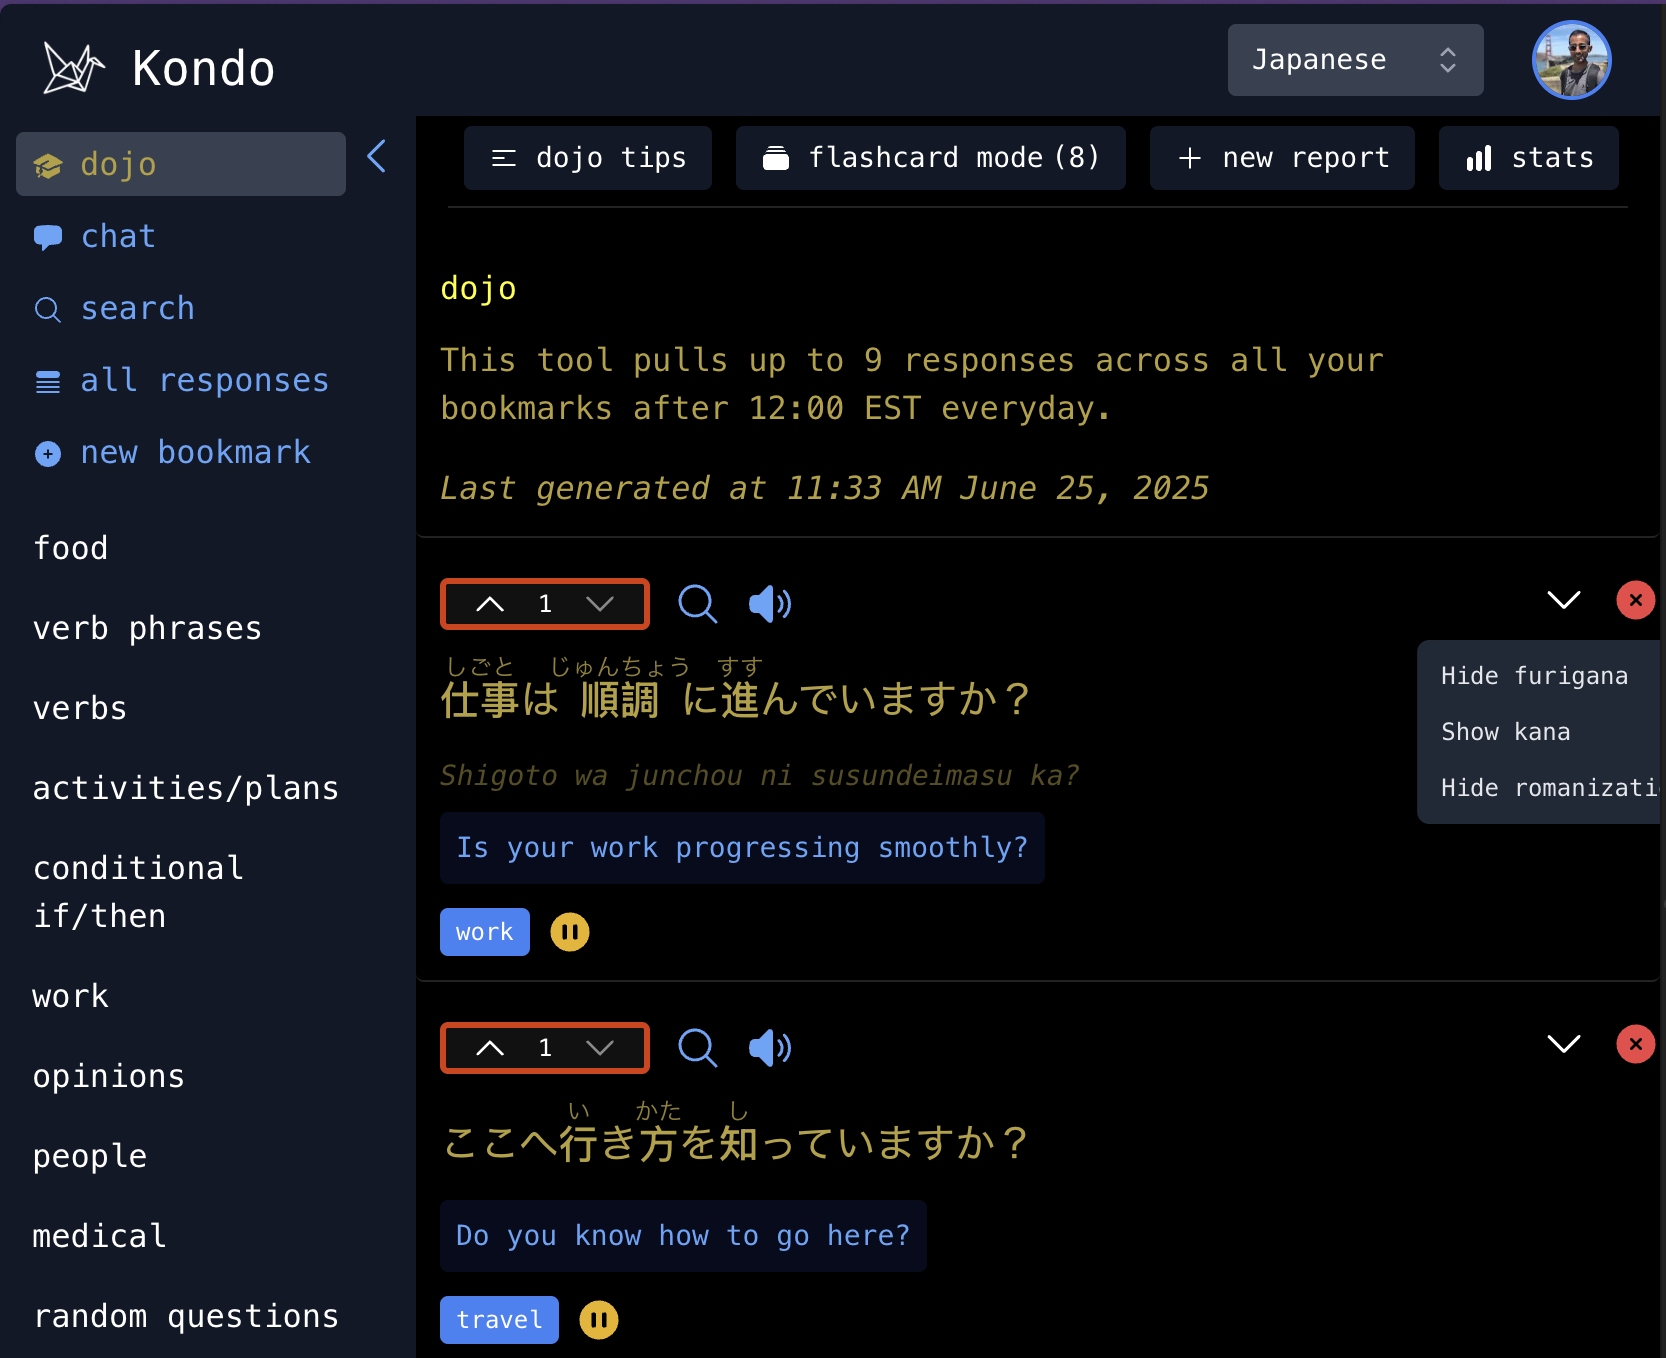 Kondo
Japanese
dojo
chat
search
all responses
new bookmark
food
verb phrases
verbs
activities/plans
conditional
if/then
work
opinions
people
medical
random questions
dojo tips
flashcard mode(8)
new report
stats
dojo
This tool pulls up to 9 responses across all your
bookmarks after 12:00 EST everyday.
Last generated at 11:33 AM June 25, 2025
1
しごと じゅんちょう すす
仕事は 順調 に進んでいますか？
Shigoto wa junchou ni susundeimasu ka?
Is your work progressing smoothly?
work
Hide furigana
Show kana
Hide romanizati
1
い かた し
ここへ行き方を知っていますか？
Do you know how to go here?
travel